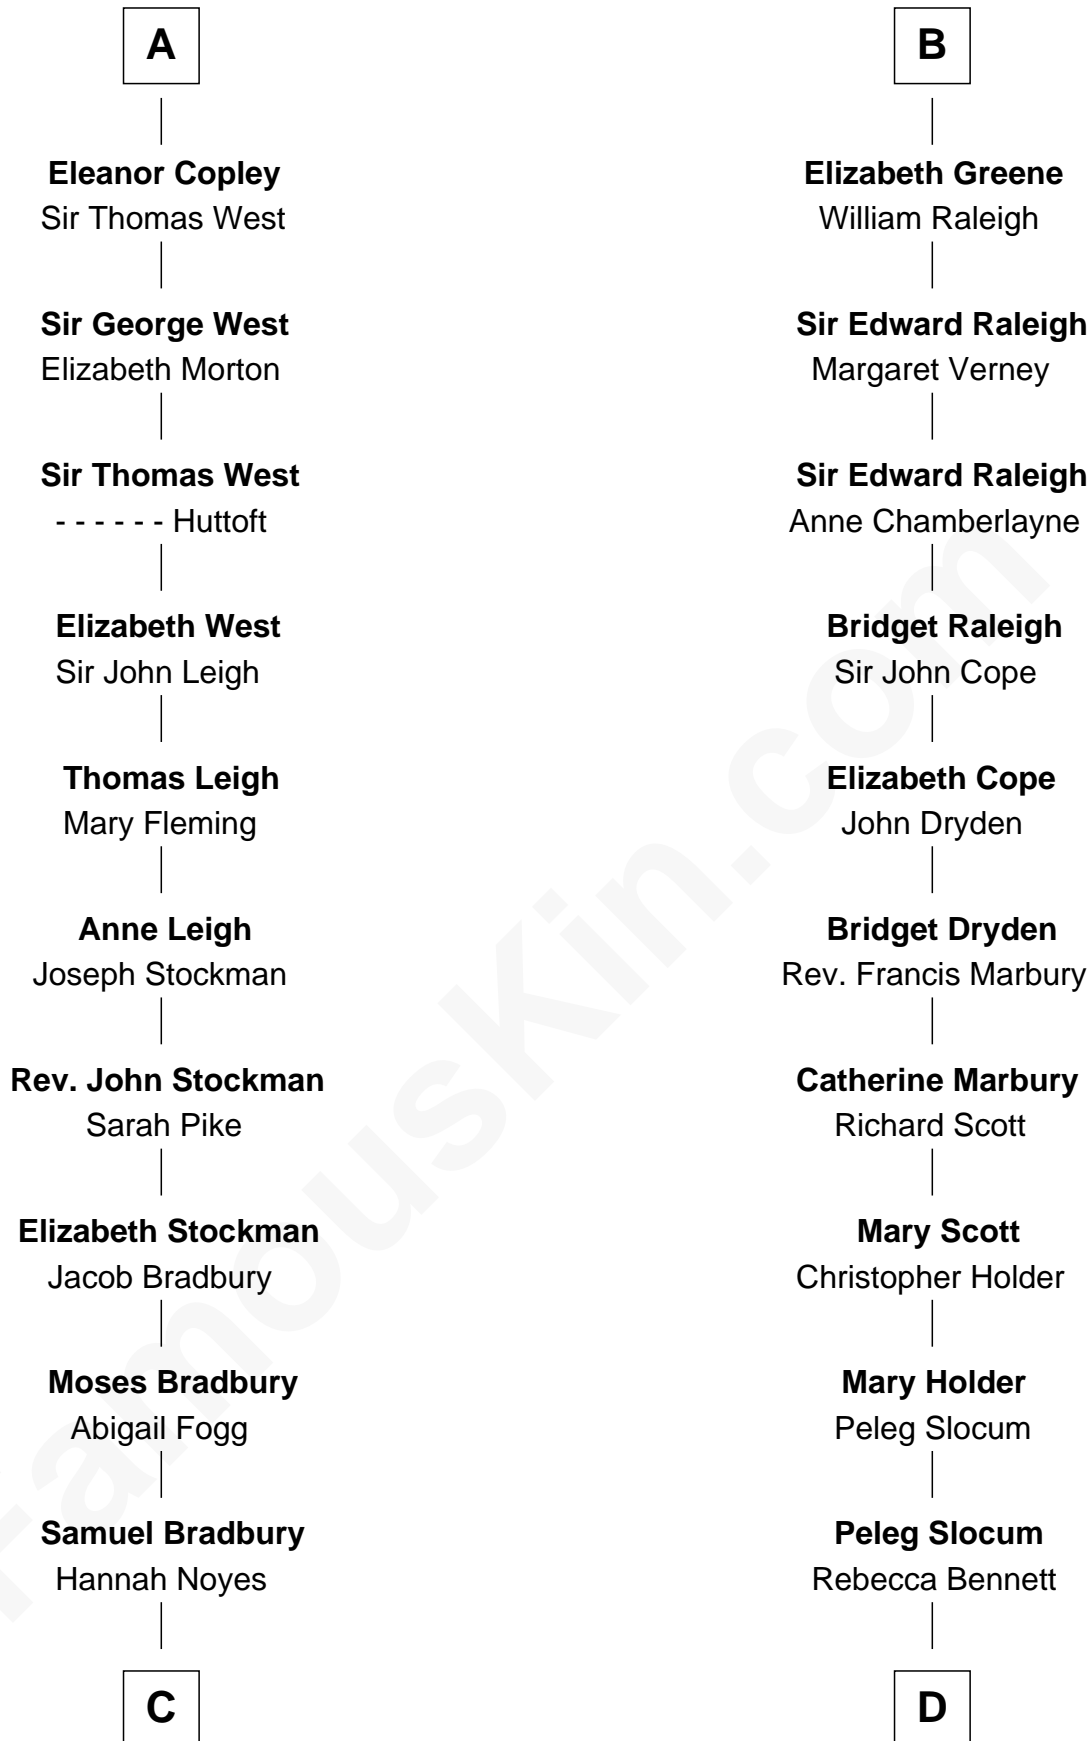 A
Eleanor Copley
Sir Thomas West
Sir George West
Elizabeth Morton
Sir Thomas West
- - - - - - Huttoft
Elizabeth West
Sir John Leigh
Thomas Leigh
Mary Fleming
Anne Leigh
Joseph Stockman
Rev. John Stockman
Sarah Pike
Elizabeth Stockman
Jacob Bradbury
Moses Bradbury
Abigail Fogg
Samuel Bradbury
Hannah Noyes
C
B
Elizabeth Greene
William Raleigh
Sir Edward Raleigh
Margaret Verney
Sir Edward Raleigh
Anne Chamberlayne
Bridget Raleigh
Sir John Cope
Elizabeth Cope
John Dryden
Bridget Dryden
Rev. Francis Marbury
Catherine Marbury
Richard Scott
Mary Scott
Christopher Holder
Mary Holder
Peleg Slocum
Peleg Slocum
Rebecca Bennett
D
FamousKin.com